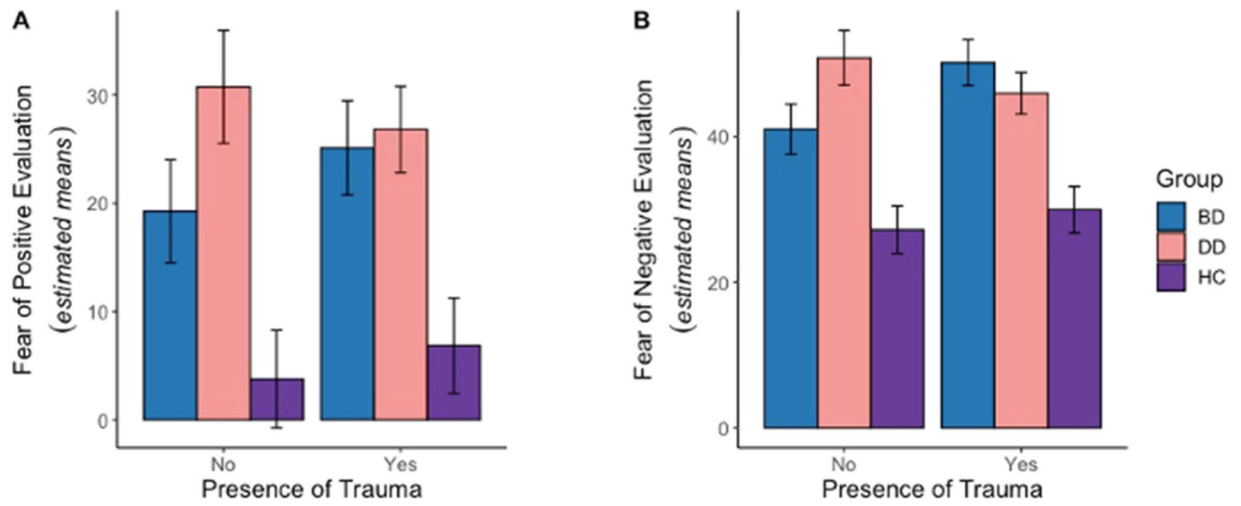 A
Fear of Positive Evaluation
(estimated means)
30
20
10
0
No
Yes
Presence of Trauma
B
Fear of Negative Evaluation
(estimated means)
40
20
0
No
Yes
Presence of Trauma
Group
BD
DD
HC